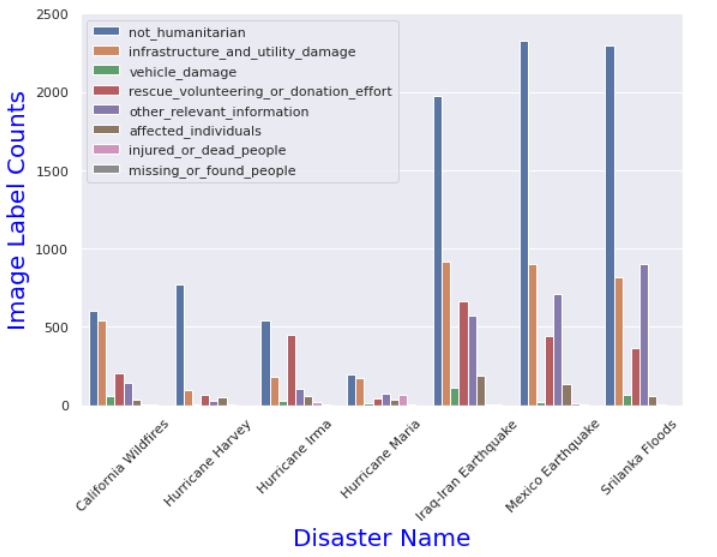 2500
2000
1500
1000
500
0
Image Label Counts
not_humanitarian
infrastructure_and_utility_damage
vehicle_damage
rescue_volunteering_or_donation_effort
other_relevant_information
affected_individuals
injured_or_dead_people
missing_or_found_people
California Wildfires
Hurricane Harvey
Hurricane Irma
Hurricane Maria
Iraq-Iran Earthquake
Mexico Earthquake
Srilanka Floods
Disaster Name